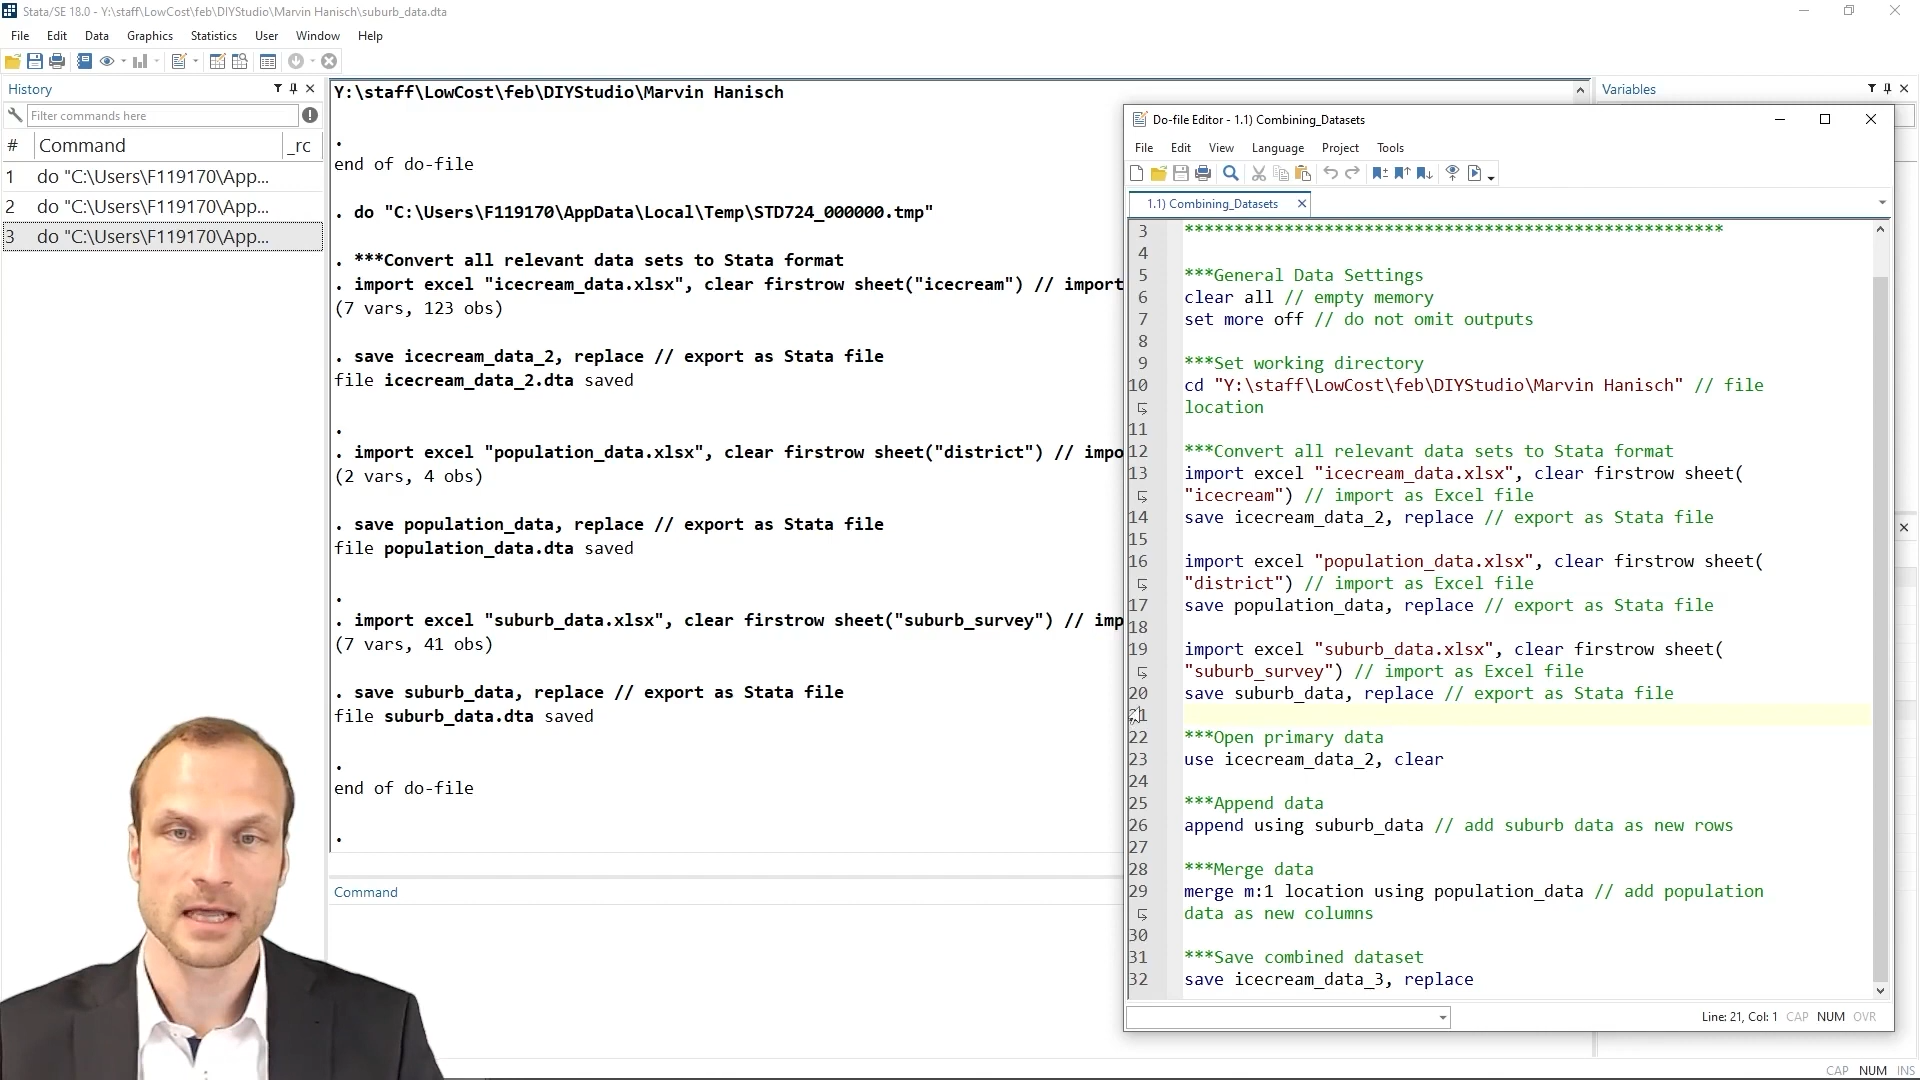 Stata/SE 18.0 - Y:\staff\LowCost\feb\DIYStudio\Marvin Hanisch\suburb_data.dta
File Edit Data Graphics Statistics User Window Help
History
Filter commands here
# Command _rc
1 do "C:\Users\F119170\App...
2 do "C:\Users\F119170\App...
3 do "C:\Users\F119170\App...
Y:\staff\LowCost\feb\DIYStudio\Marvin Hanisch
.
end of do-file
. do "C:\Users\F119170\AppData\Local\Temp\STD724_000000.tmp"
. ***Convert all relevant data sets to Stata format
. import excel "icecream_data.xlsx", clear firstrow sheet("icecream") // import
(7 vars, 123 obs)
. save icecream_data_2, replace // export as Stata file
file icecream_data_2.dta saved
.
. import excel "population_data.xlsx", clear firstrow sheet("district") // impo
(2 vars, 4 obs)
. save population_data, replace // export as Stata file
file population_data.dta saved
.
. import excel "suburb_data.xlsx", clear firstrow sheet("suburb_survey") // imp
(7 vars, 41 obs)
. save suburb_data, replace // export as Stata file
file suburb_data.dta saved
.
end of do-file
.
Command
Variables
Do-file Editor - 1.1) Combining_Datasets
File Edit View Language Project Tools
1.1) Combining_Datasets
3 ******************************************************
4
5 ***General Data Settings
6 clear all // empty memory
7 set more off // do not omit outputs
8
9 ***Set working directory
10 cd "Y:\staff\LowCost\feb\DIYStudio\Marvin Hanisch" // file
location
11
12 ***Convert all relevant data sets to Stata format
13 import excel "icecream_data.xlsx", clear firstrow sheet(
"icecream") // import as Excel file
14 save icecream_data_2, replace // export as Stata file
15
16 import excel "population_data.xlsx", clear firstrow sheet(
"district") // import as Excel file
17 save population_data, replace // export as Stata file
18
19 import excel "suburb_data.xlsx", clear firstrow sheet(
"suburb_survey") // import as Excel file
20 save suburb_data, replace // export as Stata file
21
22 ***Open primary data
23 use icecream_data_2, clear
24
25 ***Append data
26 append using suburb_data // add suburb data as new rows
27
28 ***Merge data
29 merge m:1 location using population_data // add population
data as new columns
30
31 ***Save combined dataset
32 save icecream_data_3, replace
Line: 21, Col: 1 CAP NUM OVR
CAP NUM INS